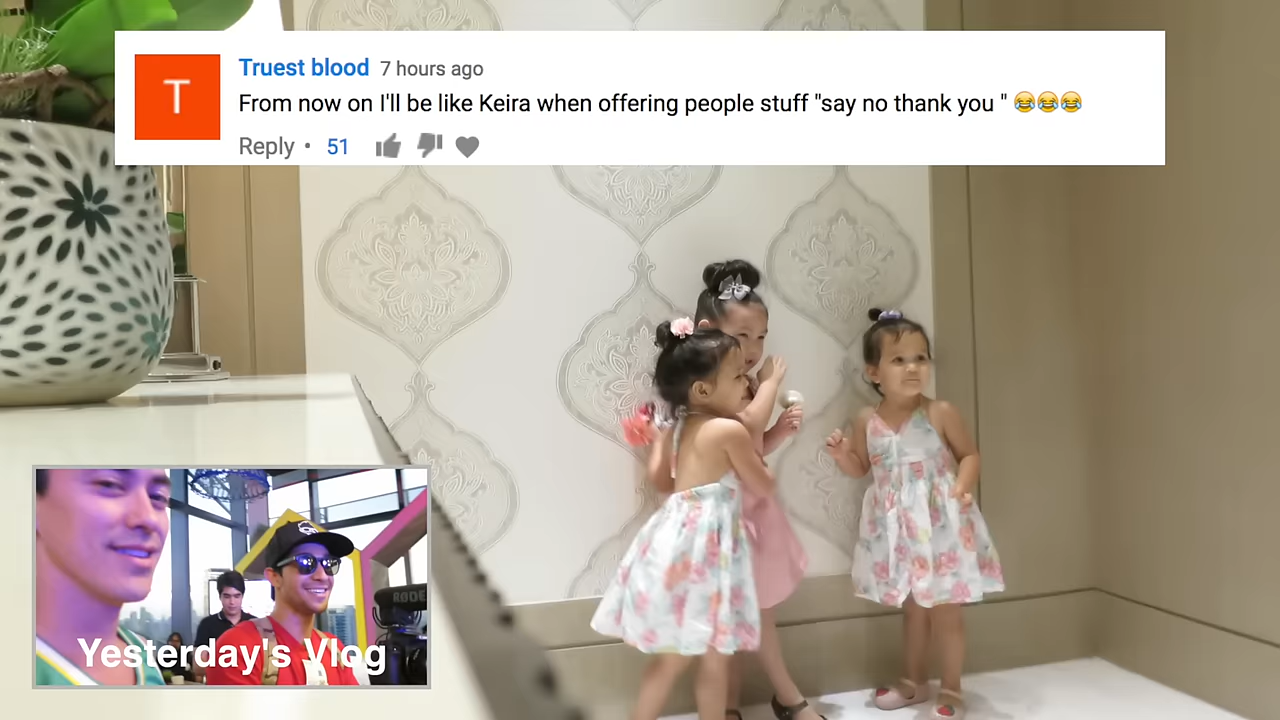 T
Truest blood 7 hours ago
From now on I'll be like Keira when offering people stuff "say no thank you " 😂😂😂
Reply • 51
RODE
Yesterday's Vlog